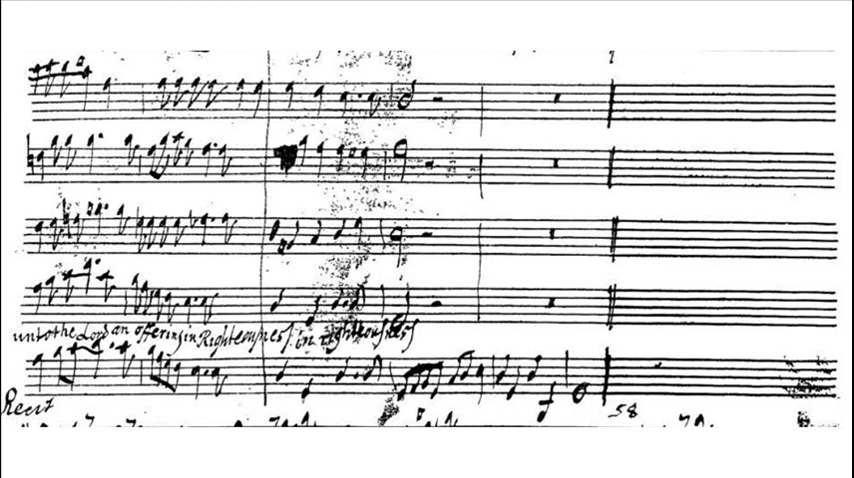 unto the Lord an offering in Righteousness in righteousness
Recit
58